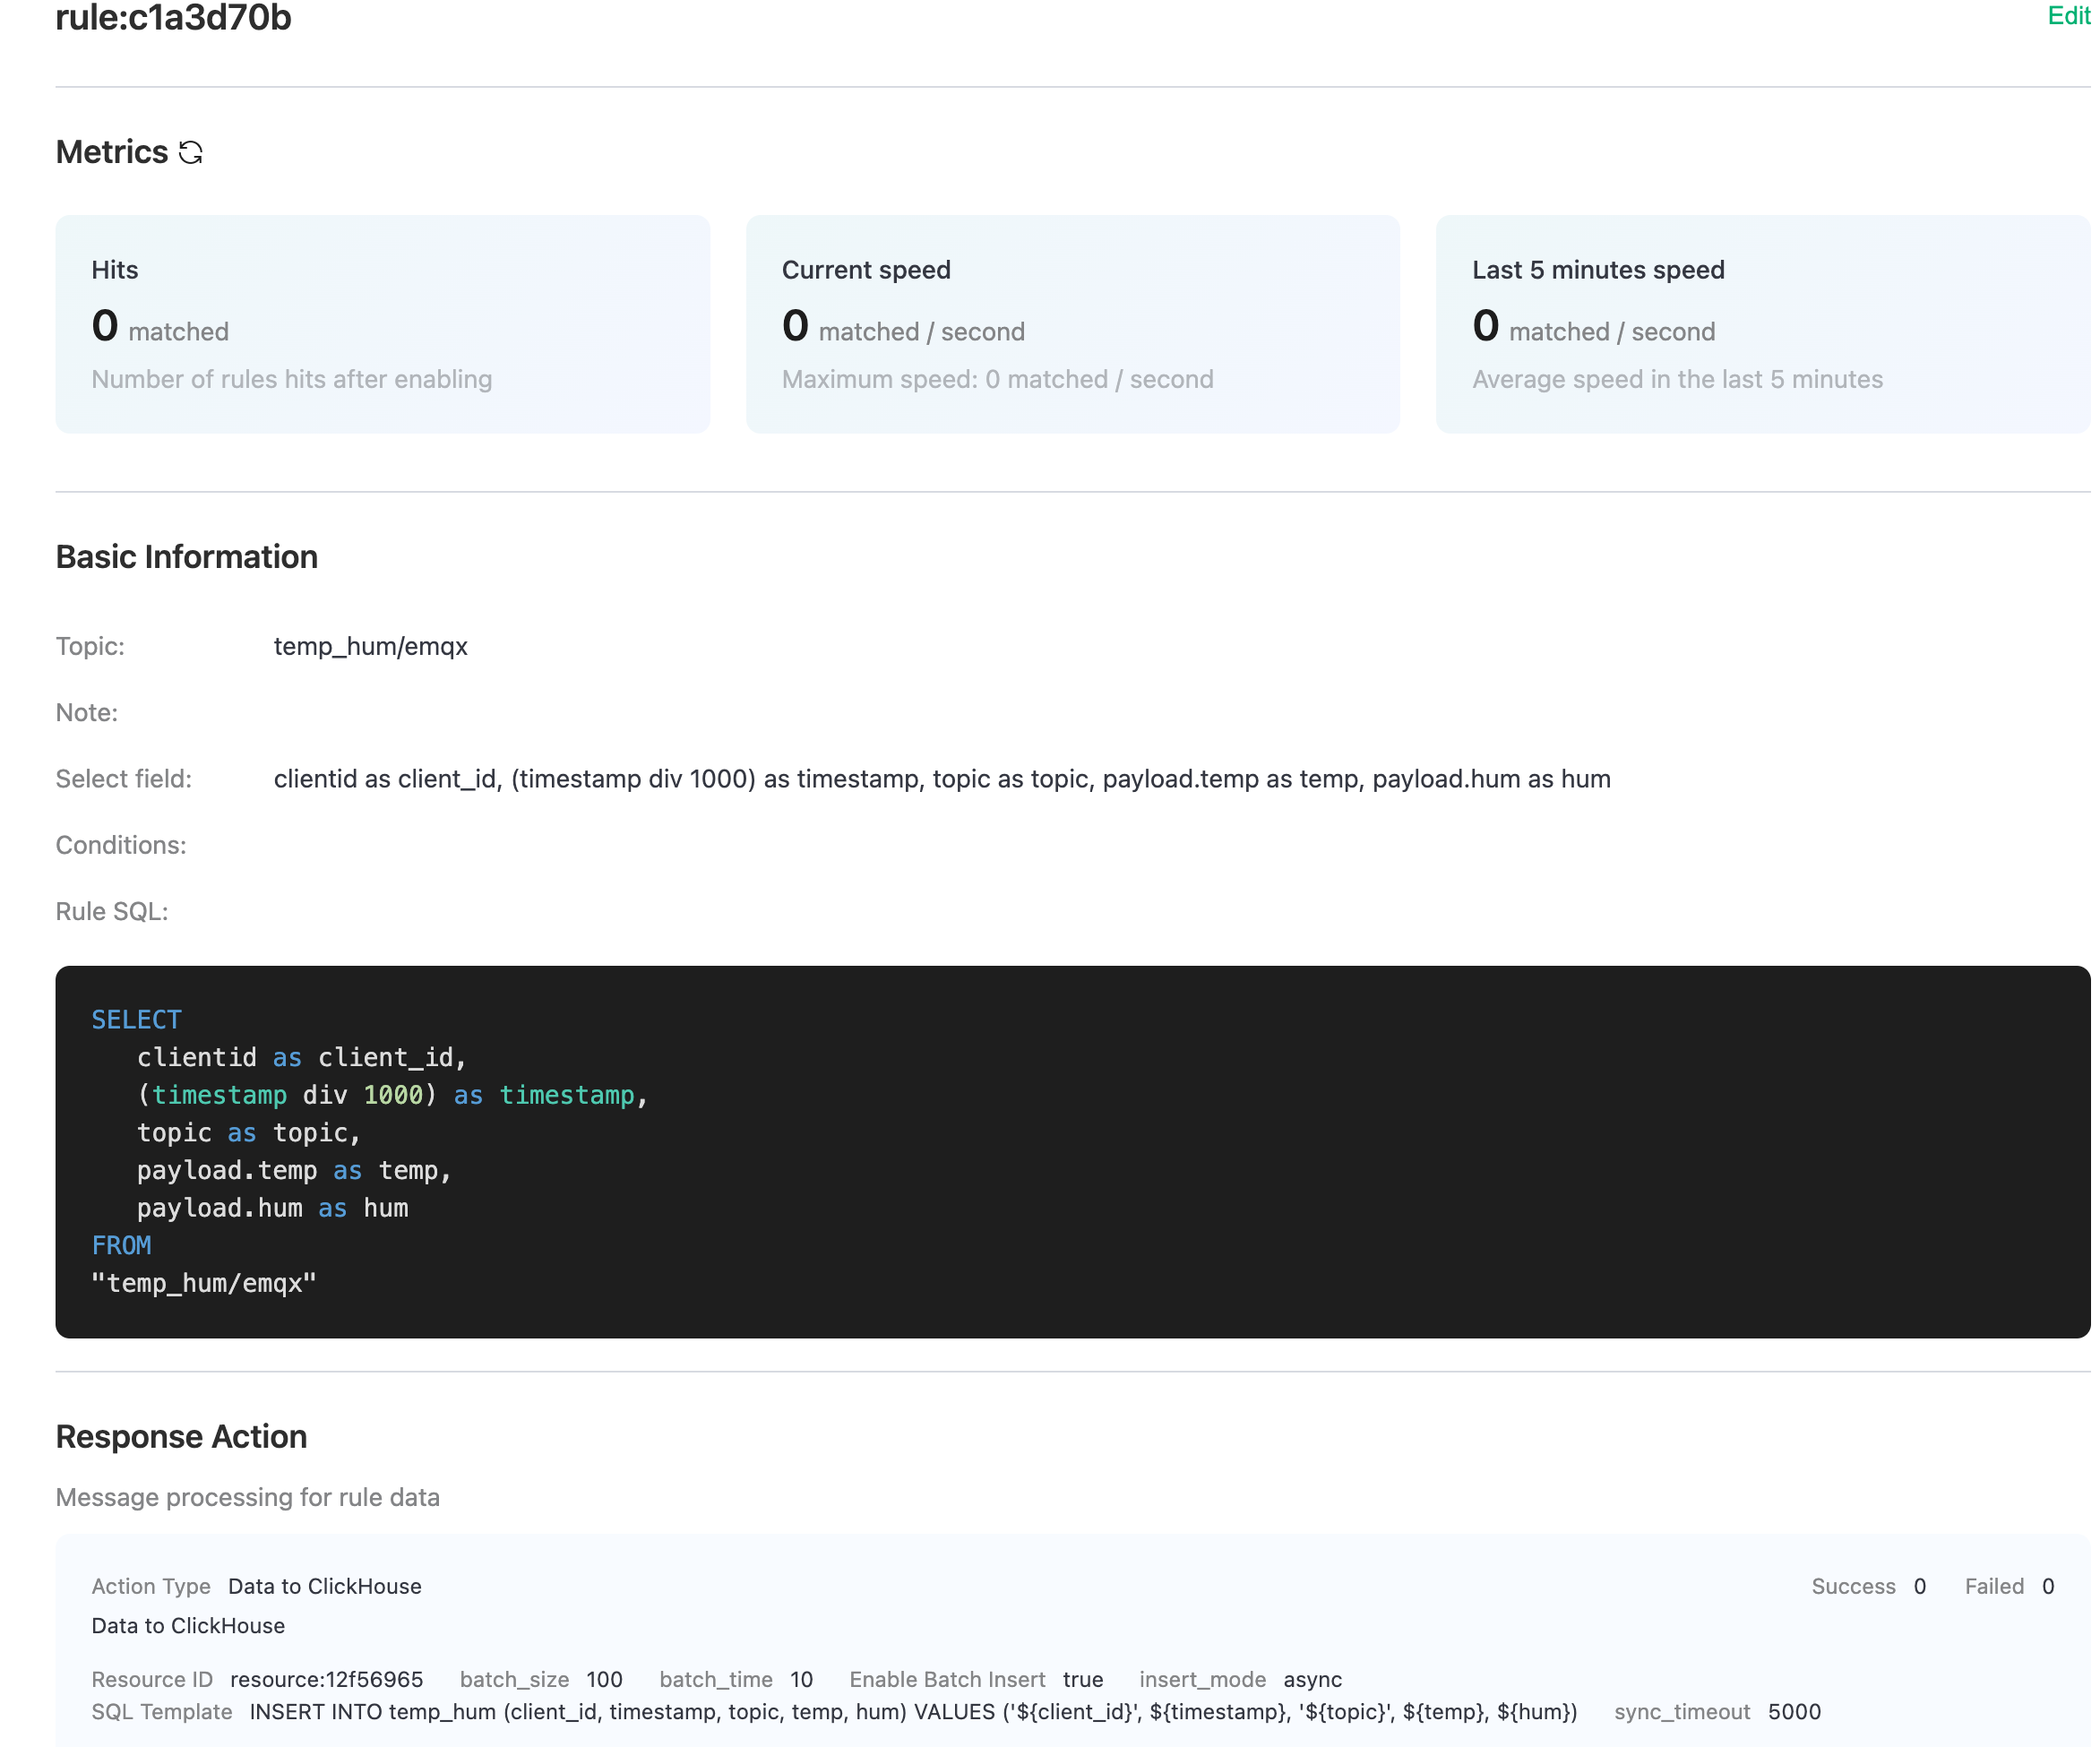 rule:c1a3d70b
Edit
Metrics
Hits
0 matched
Number of rules hits after enabling
Current speed
0 matched / second
Maximum speed: 0 matched / second
Last 5 minutes speed
0 matched / second
Average speed in the last 5 minutes
Basic Information
Topic: temp_hum/emqx
Note:
Select field: clientid as client_id, (timestamp div 1000) as timestamp, topic as topic, payload.temp as temp, payload.hum as hum
Conditions:
Rule SQL:
SELECT
   clientid as client_id,
   (timestamp div 1000) as timestamp,
   topic as topic,
   payload.temp as temp,
   payload.hum as hum
FROM
"temp_hum/emqx"
Response Action
Message processing for rule data
Action Type Data to ClickHouse Success 0 Failed 0
Data to ClickHouse
Resource ID resource:12f56965 batch_size 100 batch_time 10 Enable Batch Insert true insert_mode async
SQL Template INSERT INTO temp_hum (client_id, timestamp, topic, temp, hum) VALUES ('${client_id}', ${timestamp}, '${topic}', ${temp}, ${hum}) sync_timeout 5000